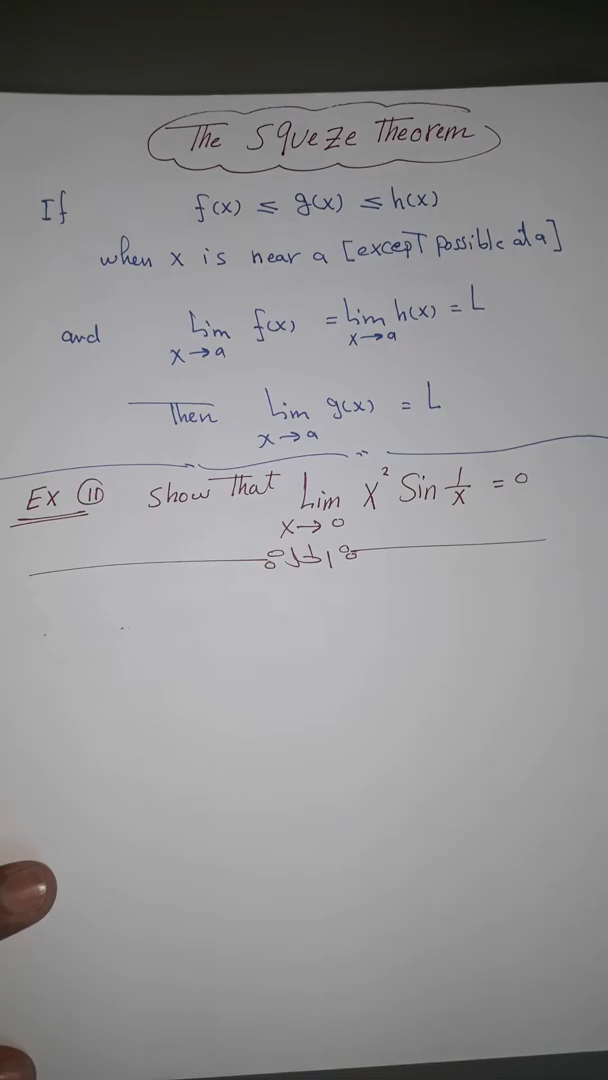 The Squeze Theorem
If f(x) ≤ g(x) ≤ h(x)
when x is near a [except possible at a]
and Lim x→a f(x) = Lim x→a h(x) = L
Then Lim x→a g(x) = L
EX ⑪ Show That Lim x→0 x² Sin 1/x = 0